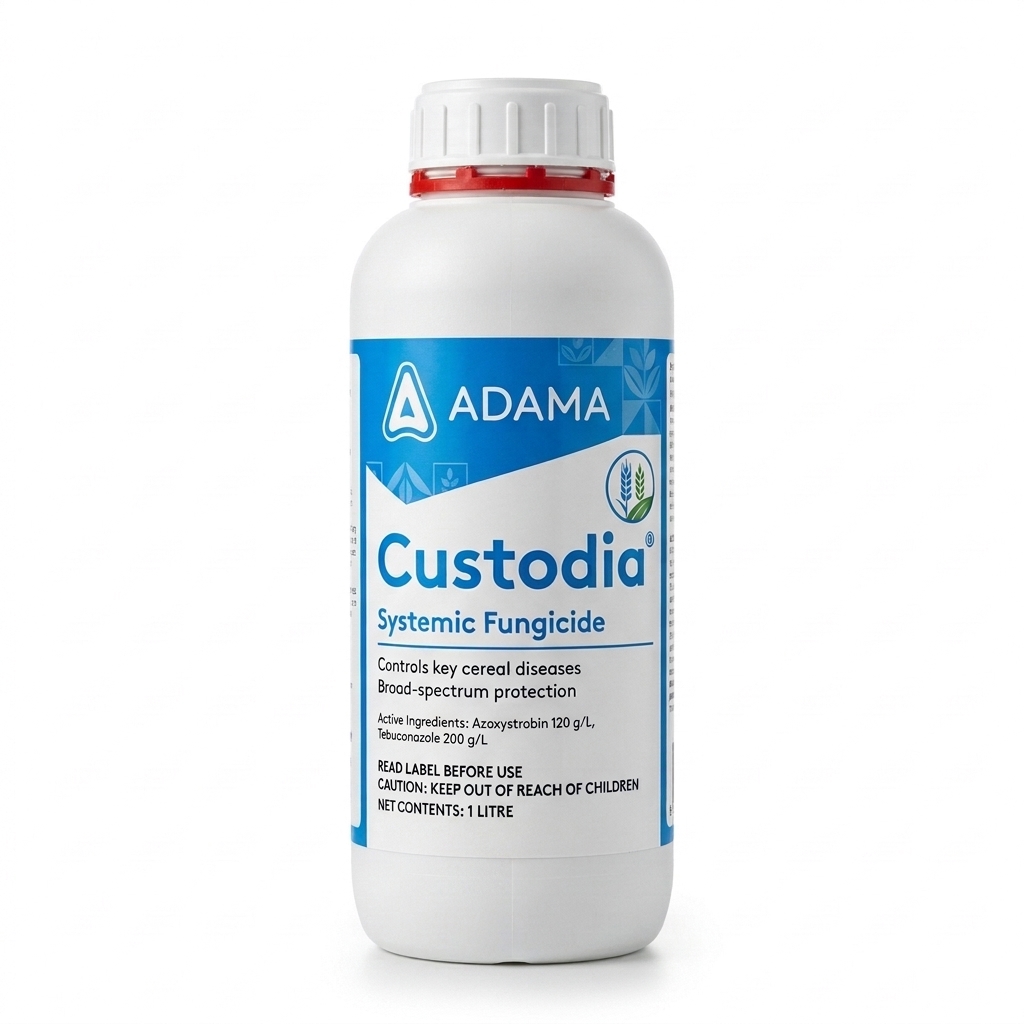 ADAMA
Custodia®
Systemic Fungicide
Controls key cereal diseases
Broad-spectrum protection
Active Ingredients: Azoxystrobin 120 g/L,
Tebuconazole 200 g/L
READ LABEL BEFORE USE
CAUTION: KEEP OUT OF REACH OF CHILDREN
NET CONTENTS: 1 LITRE